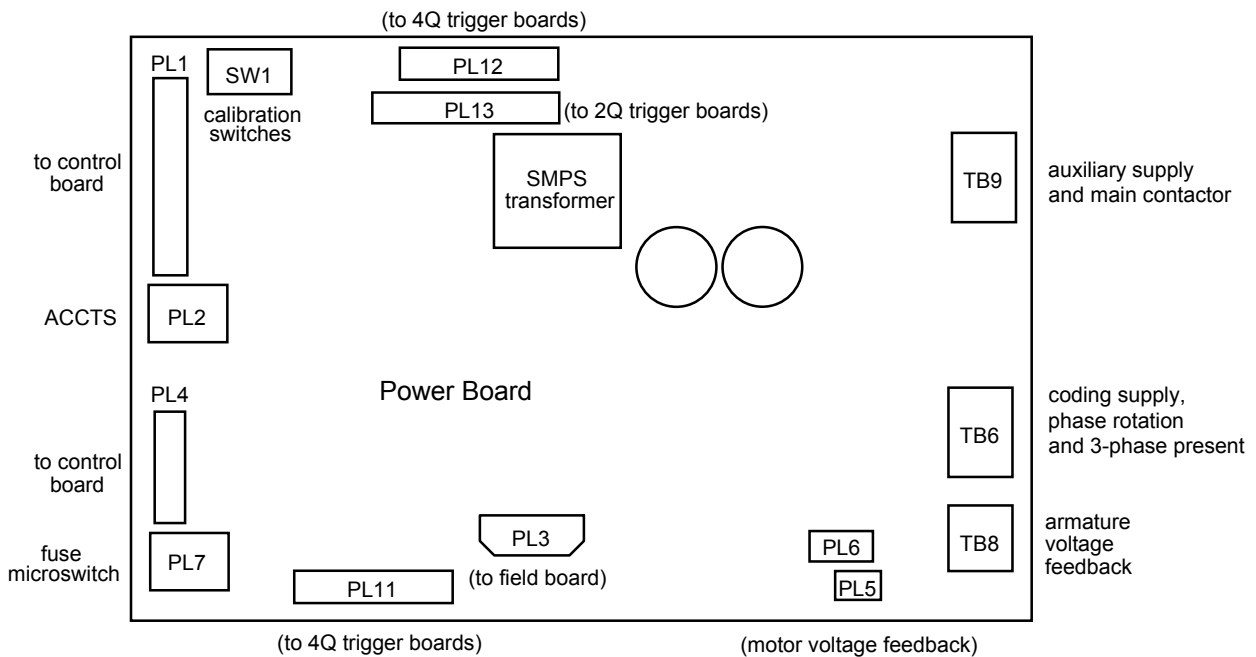 (to 4Q trigger boards)
PL1
SW1
PL12
calibration
switches
PL13
(to 2Q trigger boards)
to control
board
SMPS
transformer
TB9
auxiliary supply
and main contactor
ACCTS
PL2
PL4
Power Board
coding supply,
phase rotation
and 3-phase present
TB6
to control
board
fuse
microswitch
PL7
PL3
(to field board)
PL6
PL5
TB8
armature
voltage
feedback
PL11
(to 4Q trigger boards)
(motor voltage feedback)